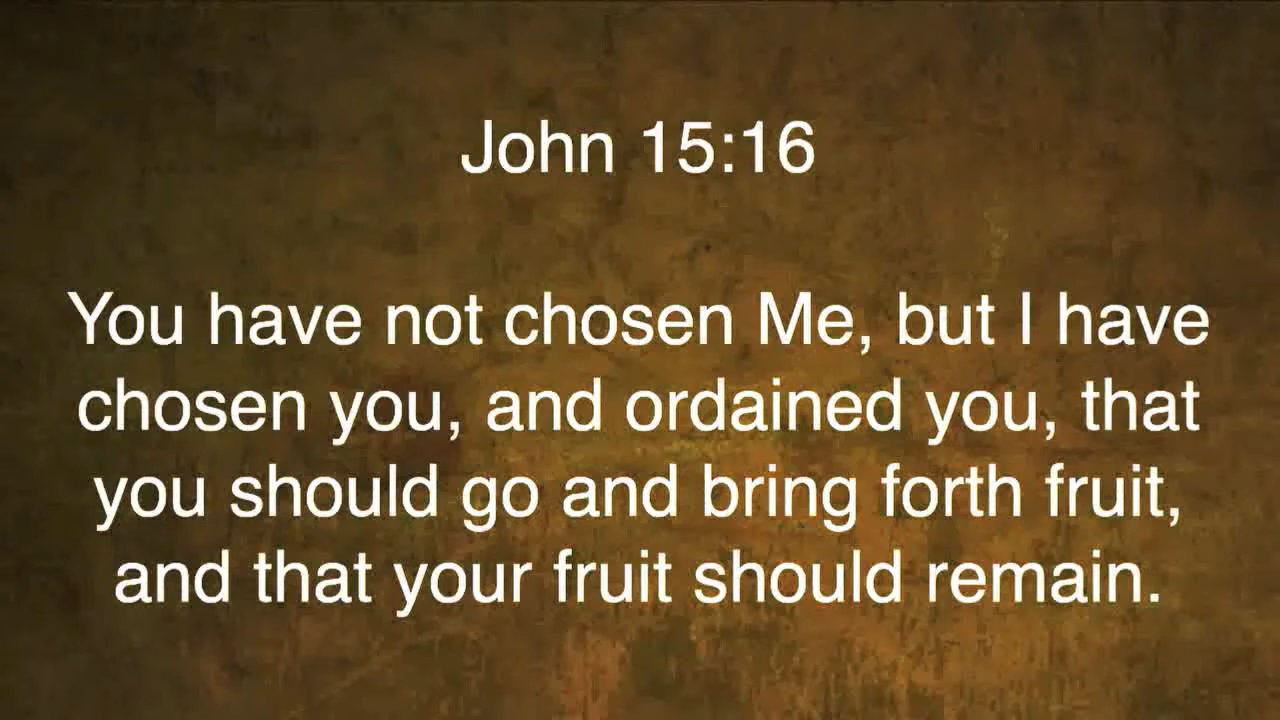 John 15:16
You have not chosen Me, but I have
chosen you, and ordained you, that
you should go and bring forth fruit,
and that your fruit should remain.